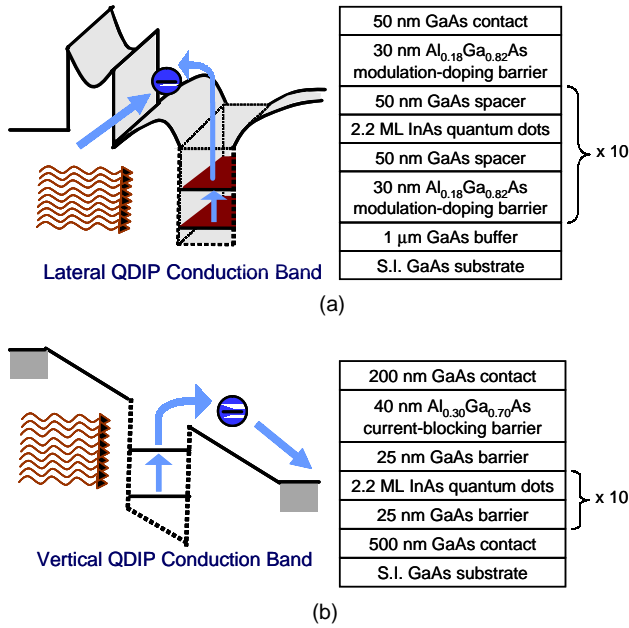 50 nm GaAs contact
30 nm Al0.18Ga0.82As
modulation-doping barrier
50 nm GaAs spacer
2.2 ML InAs quantum dots
50 nm GaAs spacer
30 nm Al0.18Ga0.82As
modulation-doping barrier
1 μm GaAs buffer
S.I. GaAs substrate
x 10
Lateral QDIP Conduction Band
(a)
200 nm GaAs contact
40 nm Al0.30Ga0.70As
current-blocking barrier
25 nm GaAs barrier
2.2 ML InAs quantum dots
25 nm GaAs barrier
500 nm GaAs contact
S.I. GaAs substrate
x 10
Vertical QDIP Conduction Band
(b)